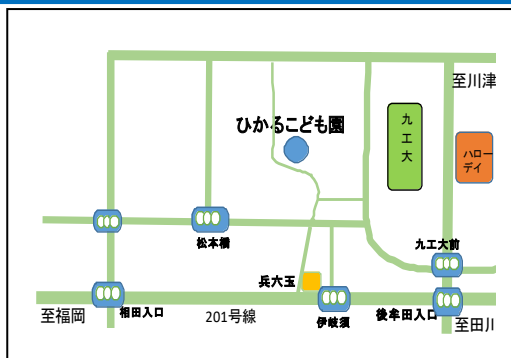 至川津
九工大
ひかるこども園
ハローデイ
松本橋
九工大前
兵六玉
相田入口
伊岐須
後牟田入口
至福岡
201号線
至田川